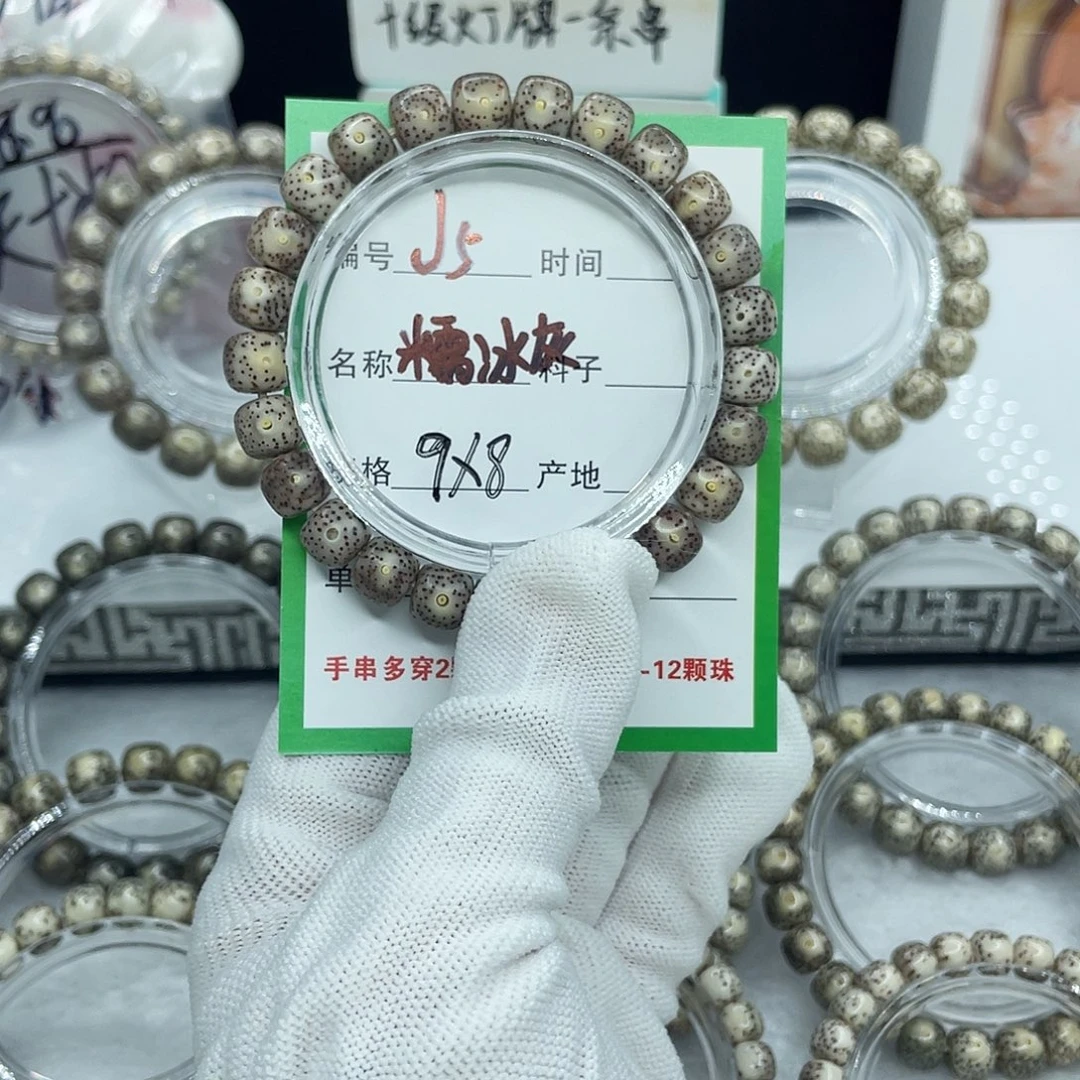 十级灯牌一条串
编号 J5 时间
名称 糯冰灰 料子
格 9X8 产地
单
手串多穿2 -12颗珠